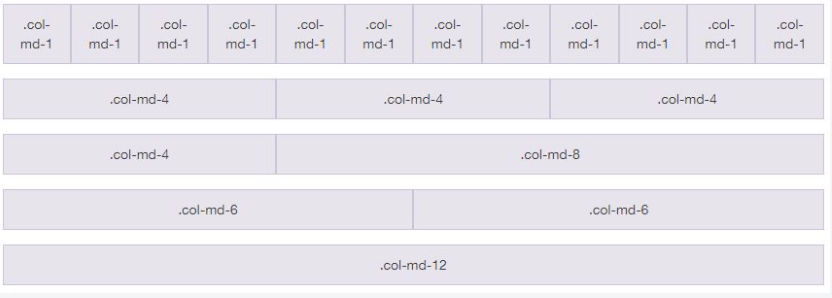 .col- .col- .col- .col- .col- .col- .col- .col- .col- .col- .col- .col-
md-1 md-1 md-1 md-1 md-1 md-1 md-1 md-1 md-1 md-1 md-1 md-1
.col-md-4 .col-md-4 .col-md-4
.col-md-4 .col-md-8
.col-md-6 .col-md-6
.col-md-12